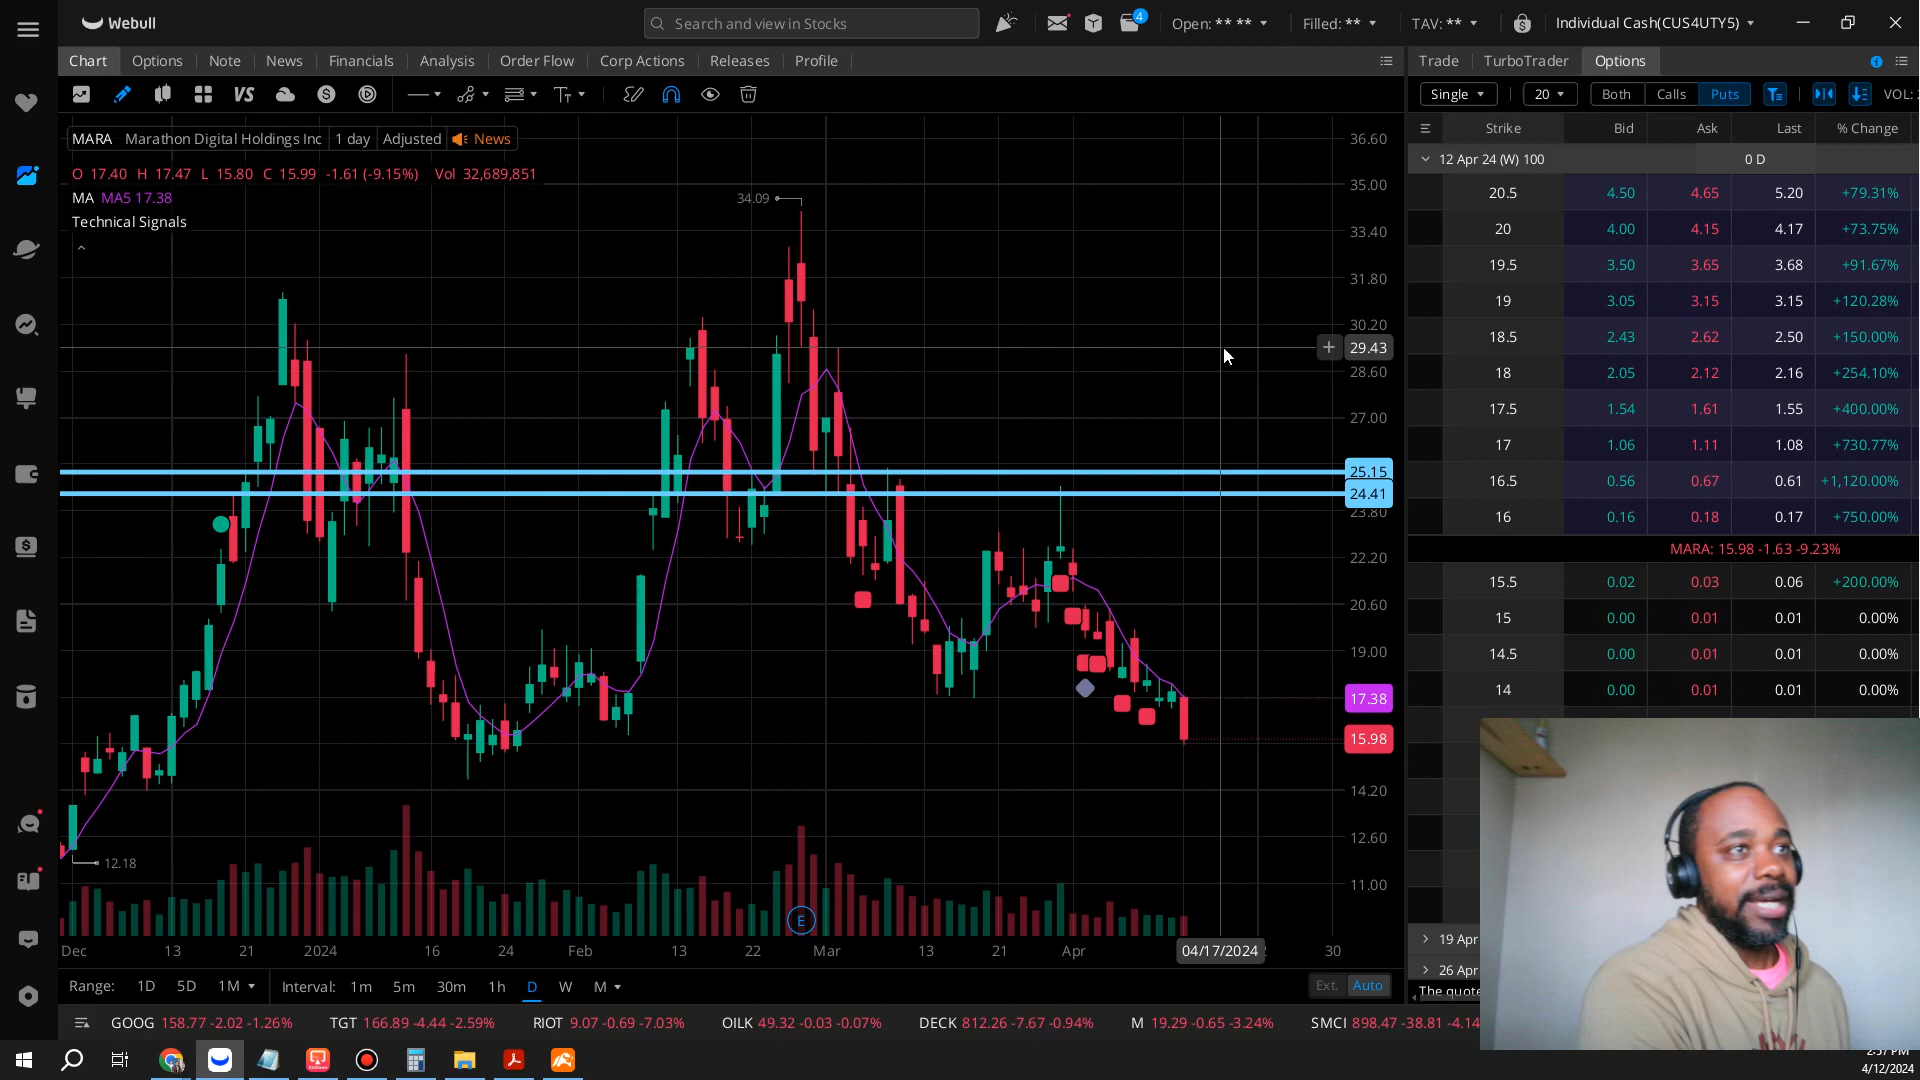 Webull
Search and view in Stocks
4
Open: ** **
Filled: **
TAV: **
Individual Cash(CUS4UTY5)
Chart
Options
Note
News
Financials
Analysis
Order Flow
Corp Actions
Releases
Profile
Trade
TurboTrader
Options
VS
Tт
Single
20
Both
Calls
Puts
VOL:
MARA
Marathon Digital Holdings Inc
1 day
Adjusted
News
O 17.40 H 17.47 L 15.80 C 15.99 -1.61 (-9.15%) Vol 32,689,851
MA MA5 17.38
Technical Signals
34.09
12.18
E
36.60
35.00
33.40
31.80
30.20
29.43
28.60
27.00
25.15
24.41
23.80
22.20
20.60
19.00
17.38
15.98
14.20
12.60
11.00
Dec
13
21
2024
16
24
Feb
13
22
Mar
13
21
Apr
04/17/2024
30
Range: 1D 5D 1M
Interval: 1m 5m 30m 1h D W M
Ext. Auto
Strike Bid Ask Last % Change
12 Apr 24 (W) 100 0 D
20.5 4.50 4.65 5.20 +79.31%
20 4.00 4.15 4.17 +73.75%
19.5 3.50 3.65 3.68 +91.67%
19 3.05 3.15 3.15 +120.28%
18.5 2.43 2.62 2.50 +150.00%
18 2.05 2.12 2.16 +254.10%
17.5 1.54 1.61 1.55 +400.00%
17 1.06 1.11 1.08 +730.77%
16.5 0.56 0.67 0.61 +1,120.00%
16 0.16 0.18 0.17 +750.00%
MARA: 15.98 -1.63 -9.23%
15.5 0.02 0.03 0.06 +200.00%
15 0.00 0.01 0.01 0.00%
14.5 0.00 0.01 0.01 0.00%
14 0.00 0.01 0.01 0.00%
19 Apr
26 Apr
The quote
GOOG 158.77 -2.02 -1.26%
TGT 166.89 -4.44 -2.59%
RIOT 9.07 -0.69 -7.03%
OILK 49.32 -0.03 -0.07%
DECK 812.26 -7.67 -0.94%
M 19.29 -0.65 -3.24%
SMCI 898.47 -38.81 -4.14
2:57 PM
4/12/2024